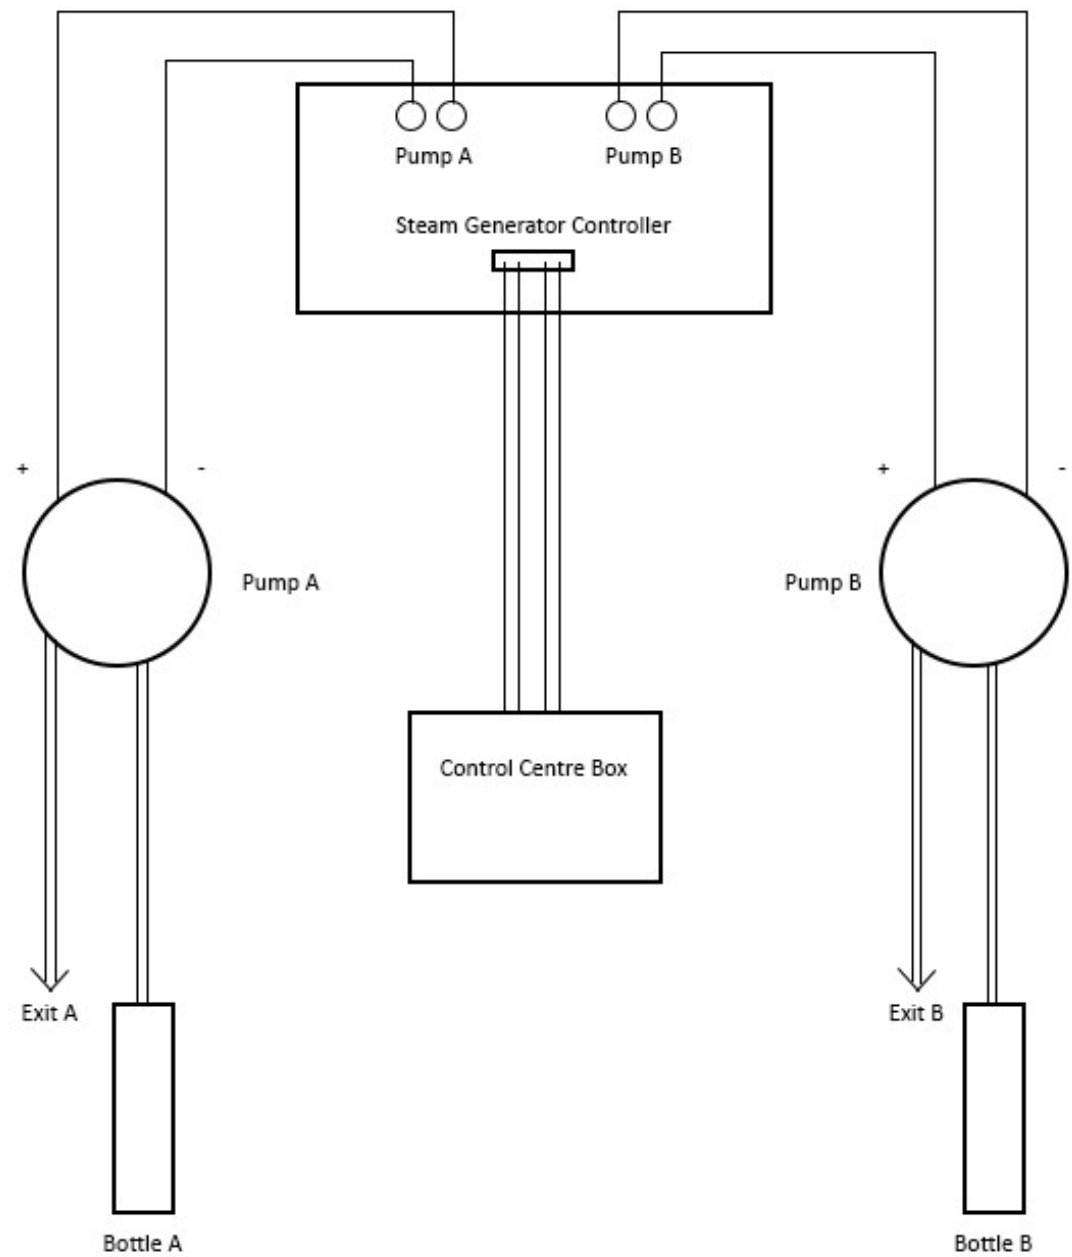 Pump A
Pump B
Steam Generator Controller
+
-
+
-
Pump A
Pump B
Control Centre Box
Exit A
Exit B
Bottle A
Bottle B